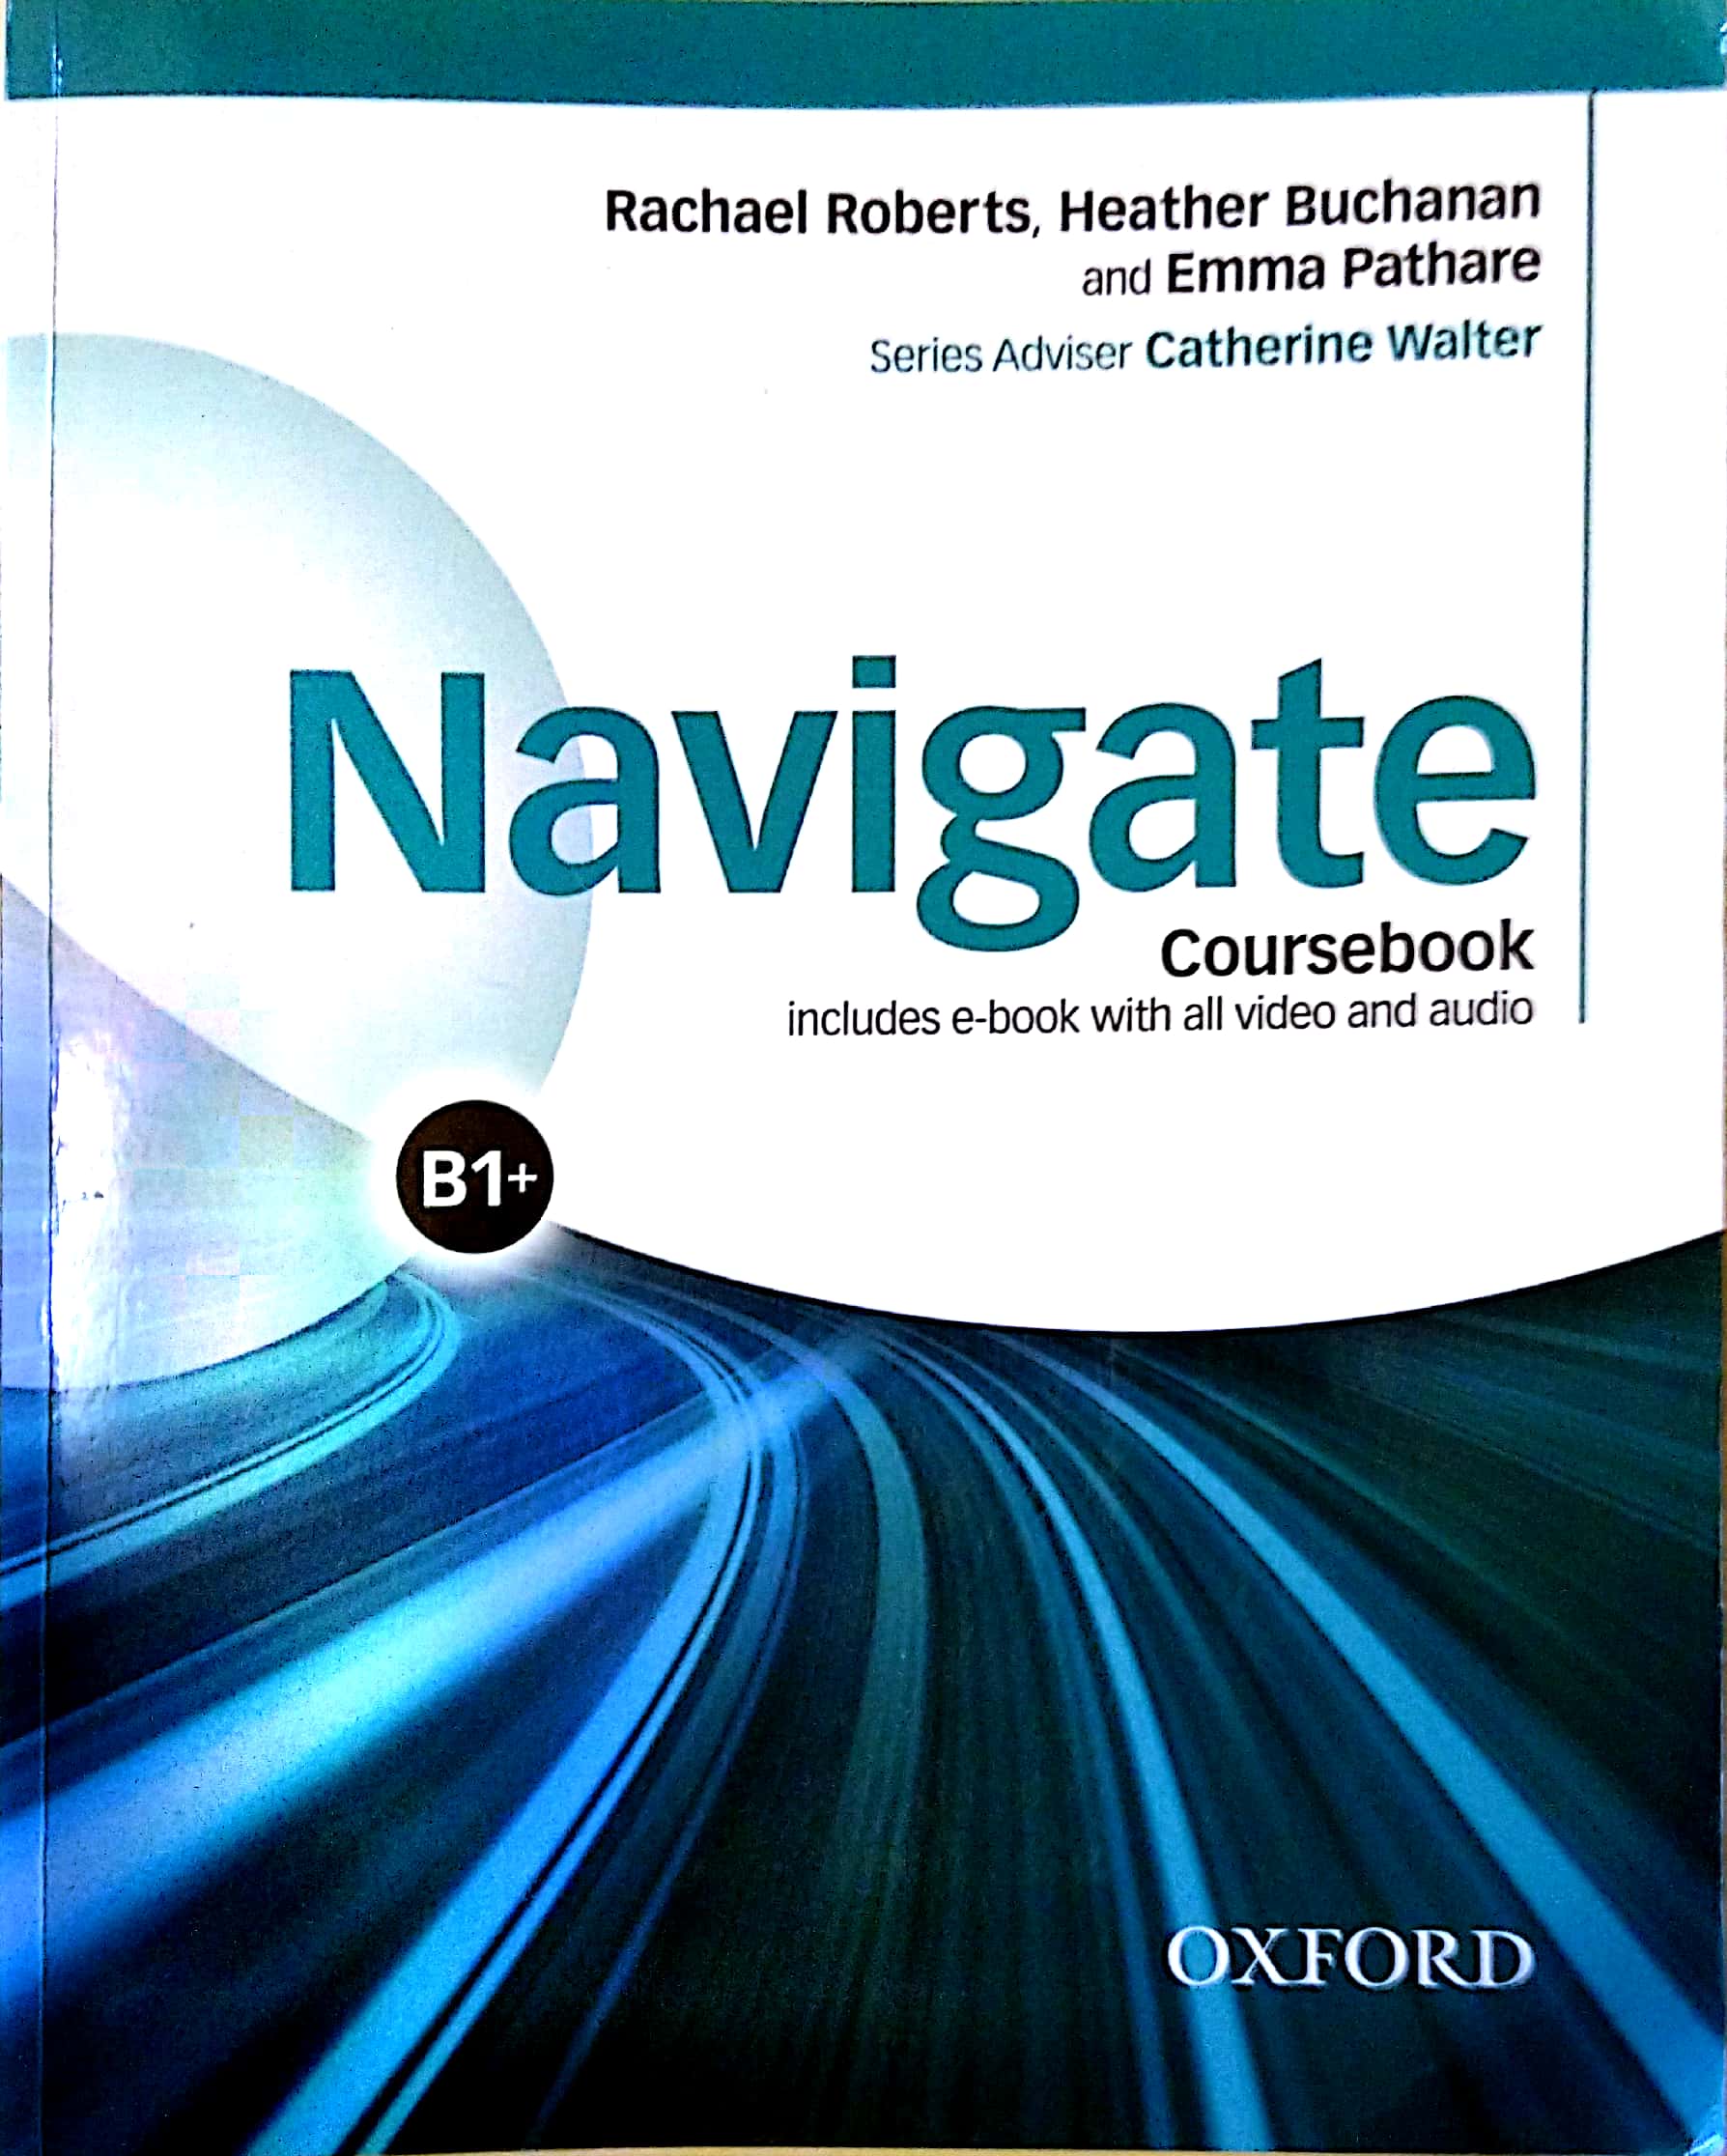 Rachael Roberts, Heather Buchanan
and Emma Pathare
Series Adviser Catherine Walter
Navigate
Coursebook
includes e-book with all video and audio
B1+
OXFORD